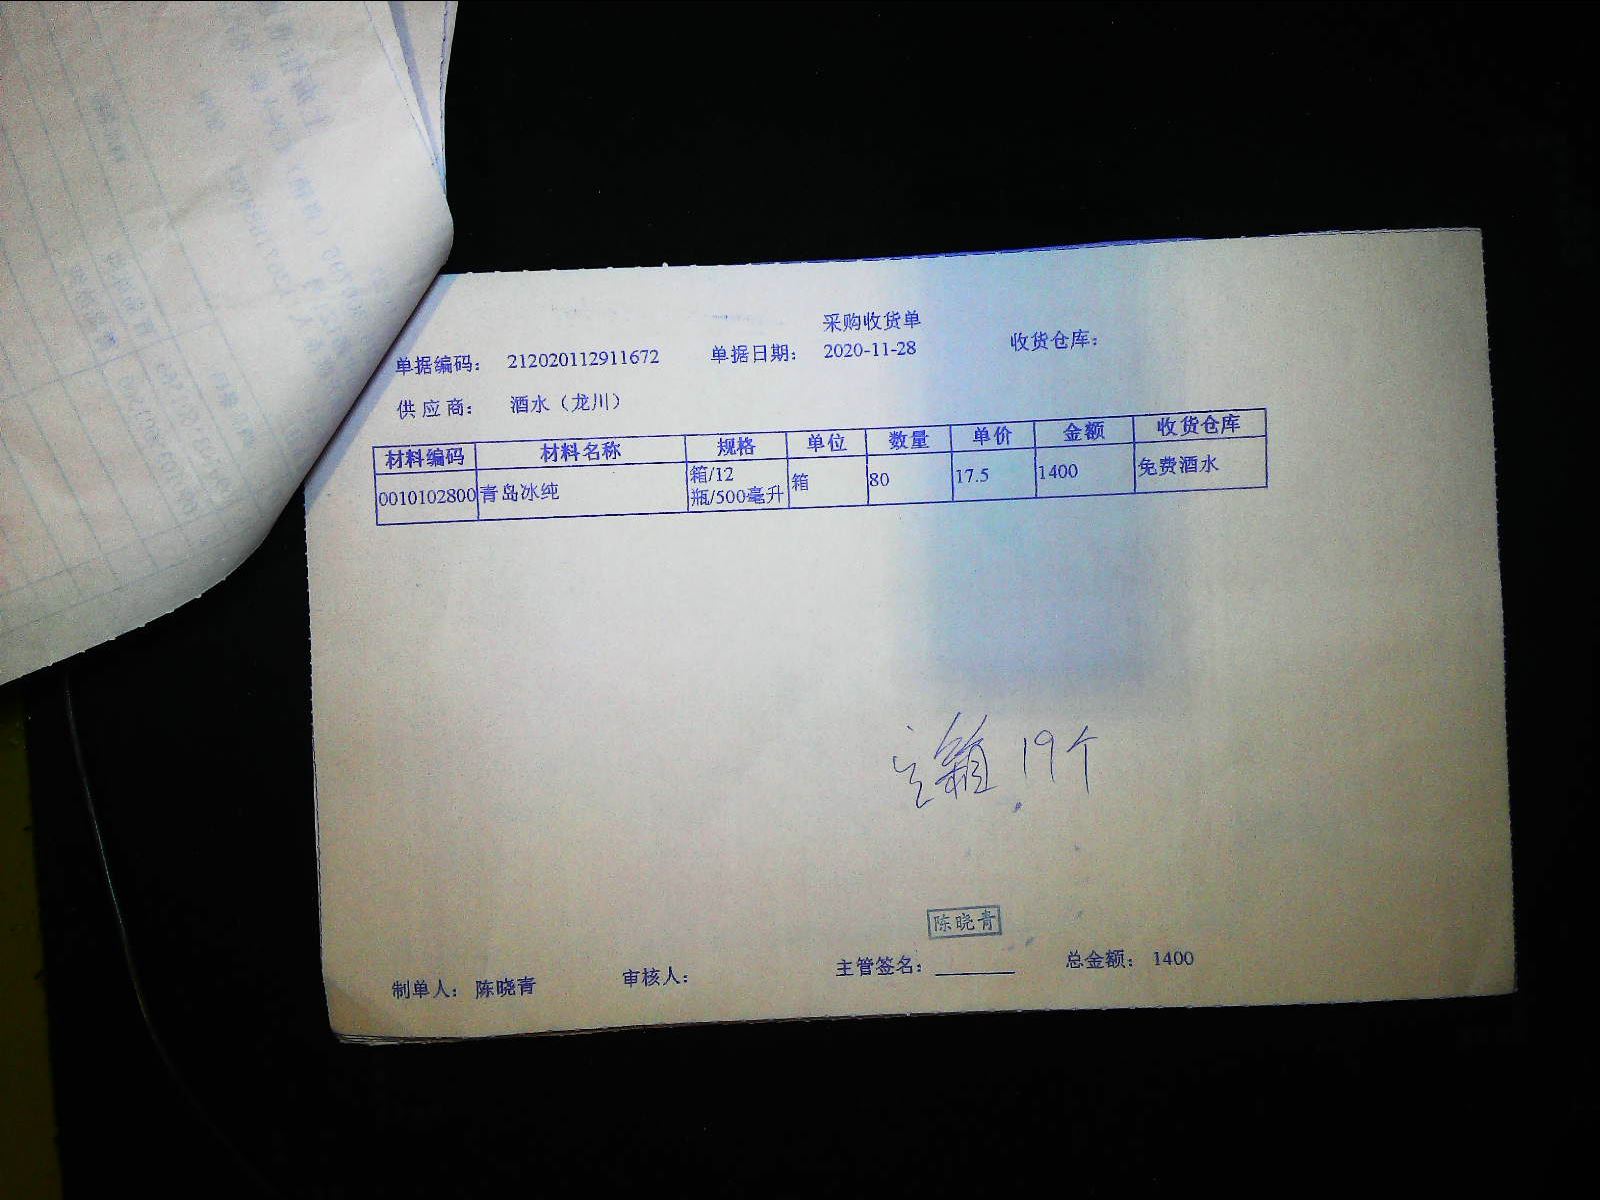 采购收货单
单据编码： 212020112911672 单据日期： 2020-11-28 收货仓库：
供应商： 酒水（龙川）
材料编码 材料名称 规格 单位 数量 单价 金额 收货仓库
0010102800 青岛冰纯 箱/12瓶/500毫升 箱 80 17.5 1400 免费酒水
空箱 19个
陈晓青
制单人： 陈晓青 审核人： 主管签名： 总金额： 1400